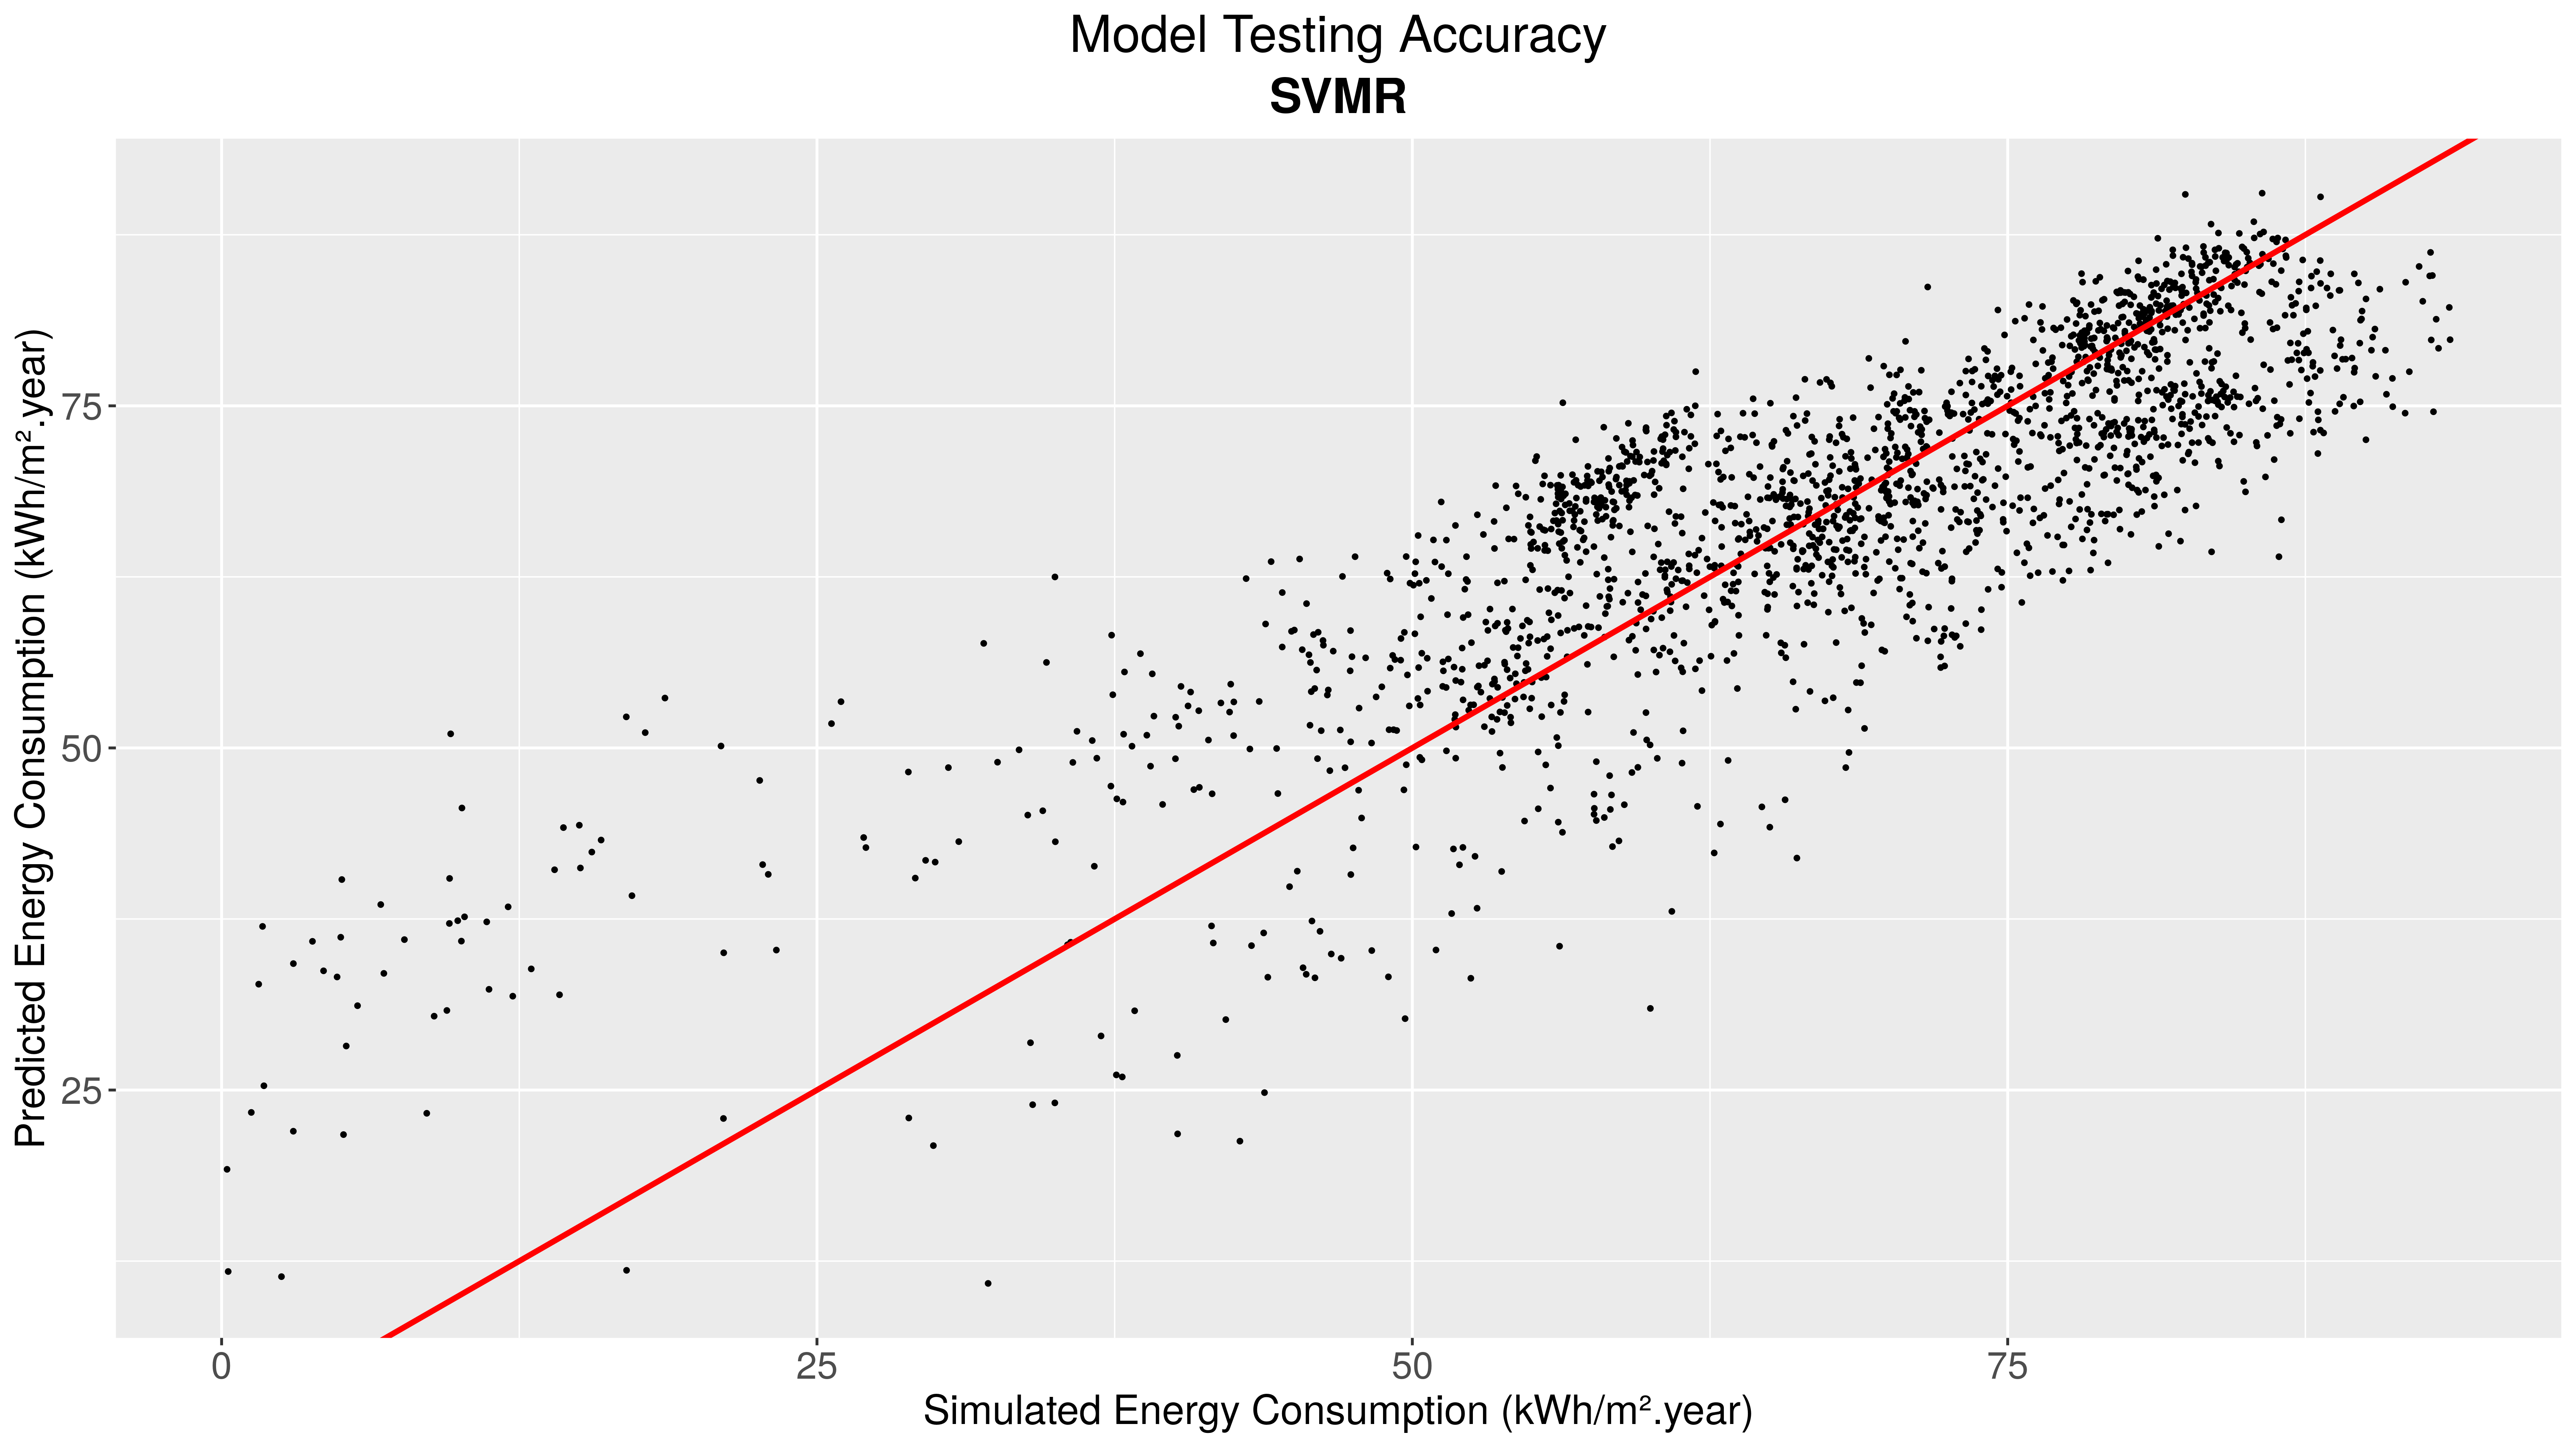 Model Testing Accuracy
SVMR
Predicted Energy Consumption (kWh/m².year)
75
50
25
0
25
50
75
Simulated Energy Consumption (kWh/m².year)